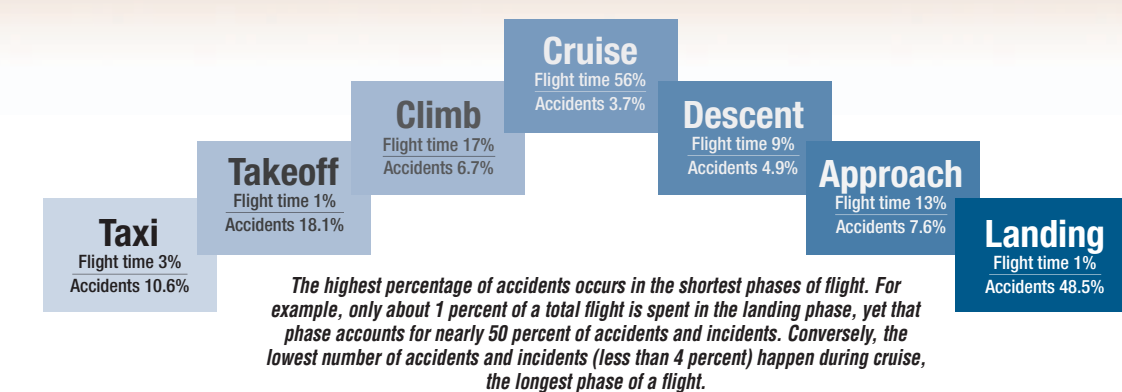 Taxi
Flight time 3%
Accidents 10.6%
Takeoff
Flight time 1%
Accidents 18.1%
Climb
Flight time 17%
Accidents 6.7%
Cruise
Flight time 56%
Accidents 3.7%
Descent
Flight time 9%
Accidents 4.9%
Approach
Flight time 13%
Accidents 7.6%
Landing
Flight time 1%
Accidents 48.5%
The highest percentage of accidents occurs in the shortest phases of flight. For
example, only about 1 percent of a total flight is spent in the landing phase, yet that
phase accounts for nearly 50 percent of accidents and incidents. Conversely, the
lowest number of accidents and incidents (less than 4 percent) happen during cruise,
the longest phase of a flight.